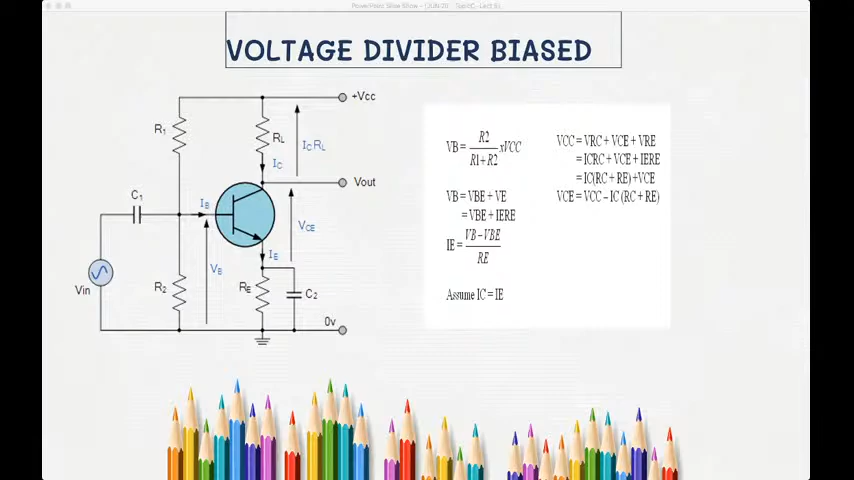 VOLTAGE DIVIDER BIASED
+Vcc
R1
RL
IC RL
IC
Vout
C1
IB
VCE
VB
IE
Vin
R2
RE
C2
0v
VB = R2 / R1+R2 xVCC
VB = VBE + VE
= VBE + IERE
IE = VB-VBE / RE
Assume IC = IE
VCC = VRC + VCE + VRE
= ICRC + VCE + IERE
= IC(RC + RE) +VCE
VCE = VCC – IC (RC + RE)